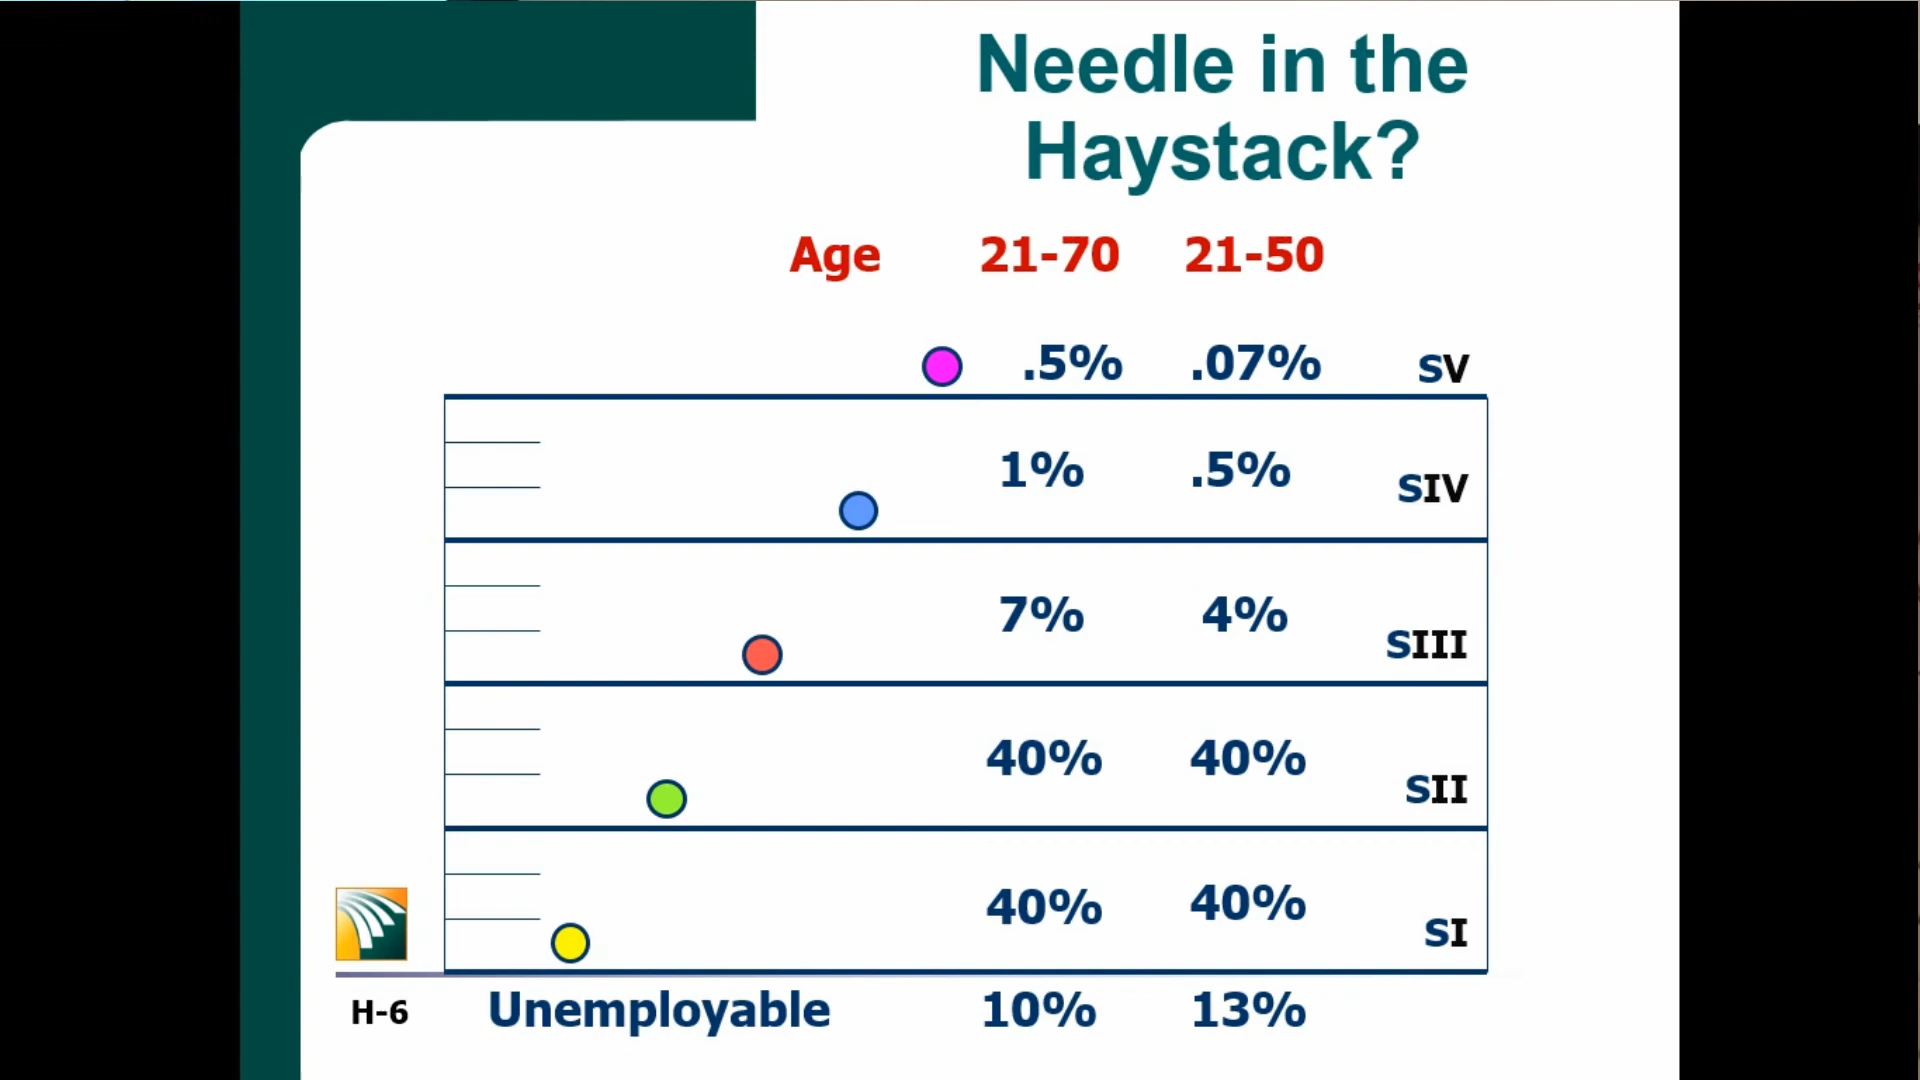 Needle in the
Haystack?
Age 21-70 21-50
.5% .07% SV
1% .5% SIV
7% 4% SIII
40% 40% SII
40% 40% SI
H-6 Unemployable 10% 13%